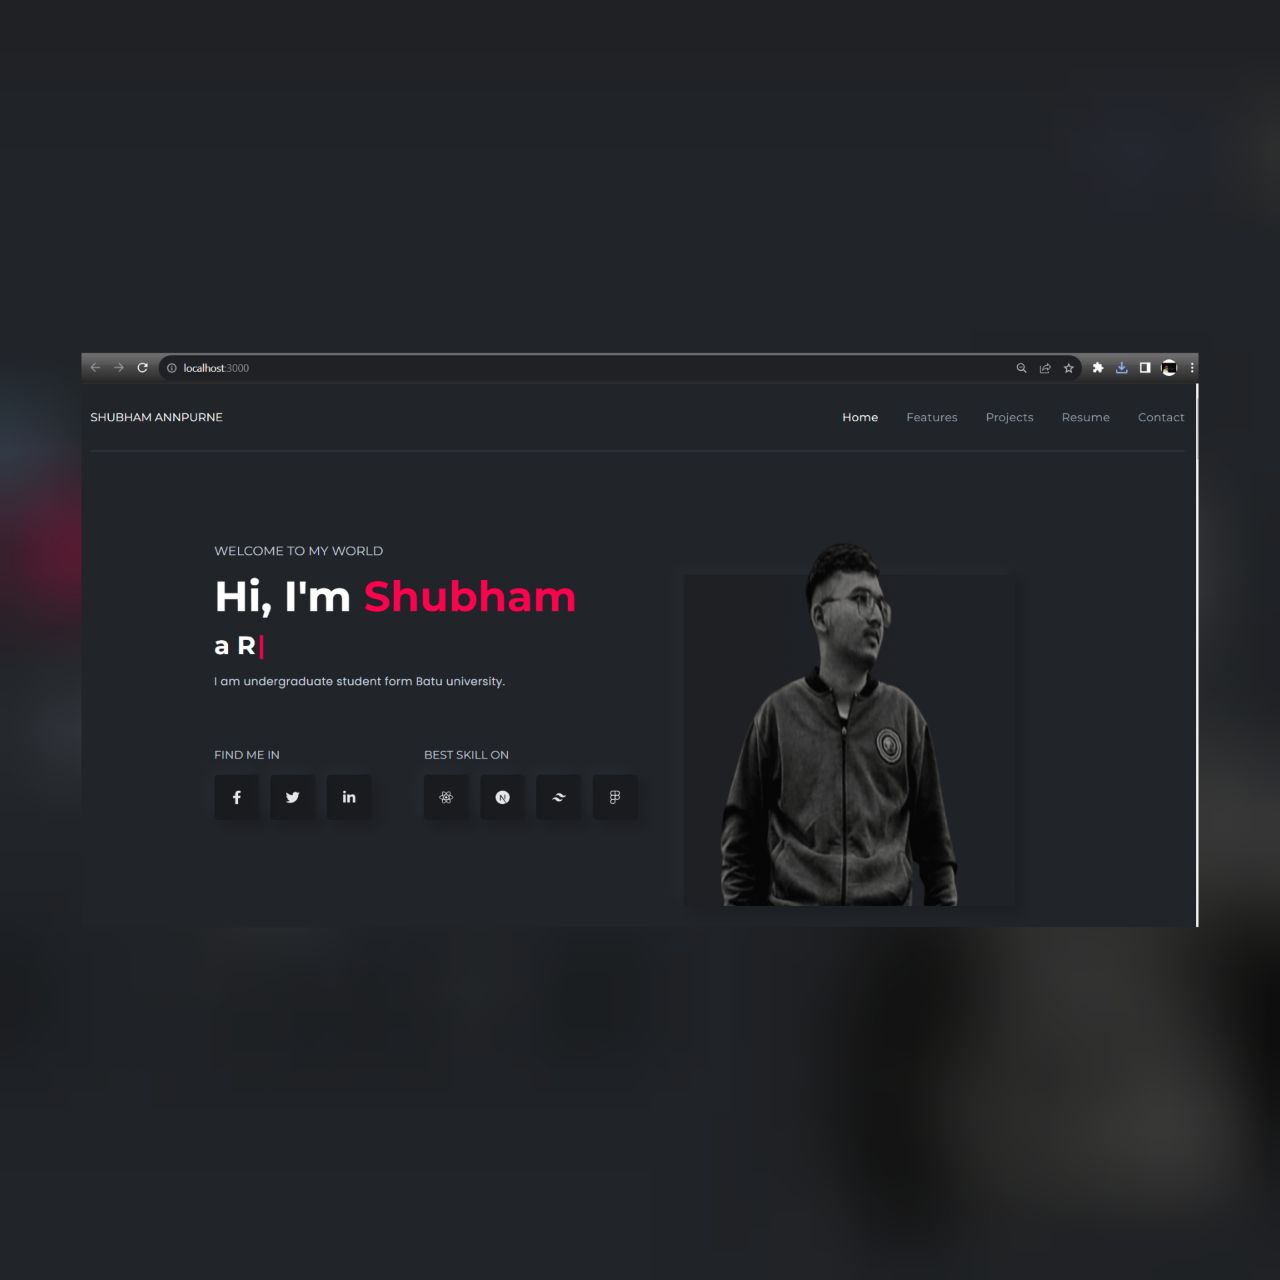 localhost:3000
SHUBHAM ANNPURNE
Home Features Projects Resume Contact
WELCOME TO MY WORLD
Hi, I'm Shubham
a R|
I am undergraduate student form Batu university.
FIND ME IN
BEST SKILL ON